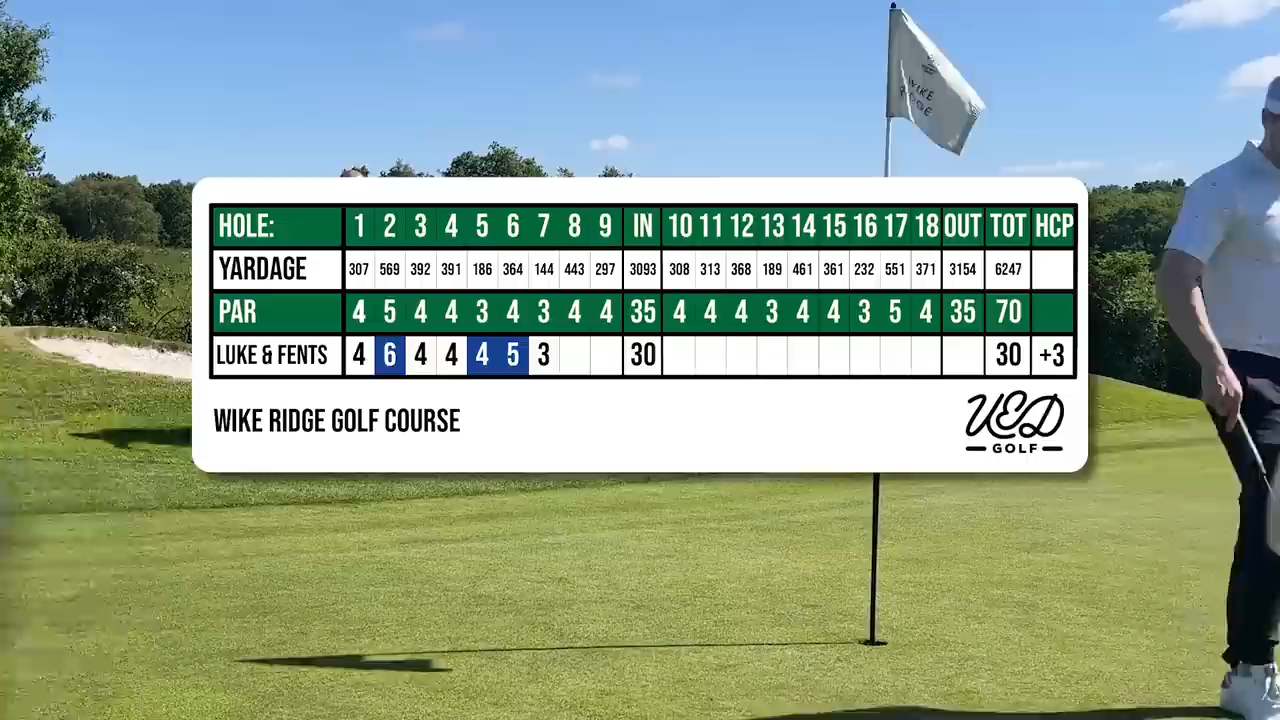 WIKE
RIDGE
HOLE: 1 2 3 4 5 6 7 8 9 IN 10 11 12 13 14 15 16 17 18 OUT TOT HCP
YARDAGE 307 569 392 391 186 364 144 443 297 3093 308 313 368 189 461 361 232 551 371 3154 6247
PAR 4 5 4 4 3 4 3 4 4 35 4 4 4 3 4 4 3 5 4 35 70
LUKE & FENTS 4 6 4 4 4 5 3 30 30 +3
WIKE RIDGE GOLF COURSE
UED
GOLF